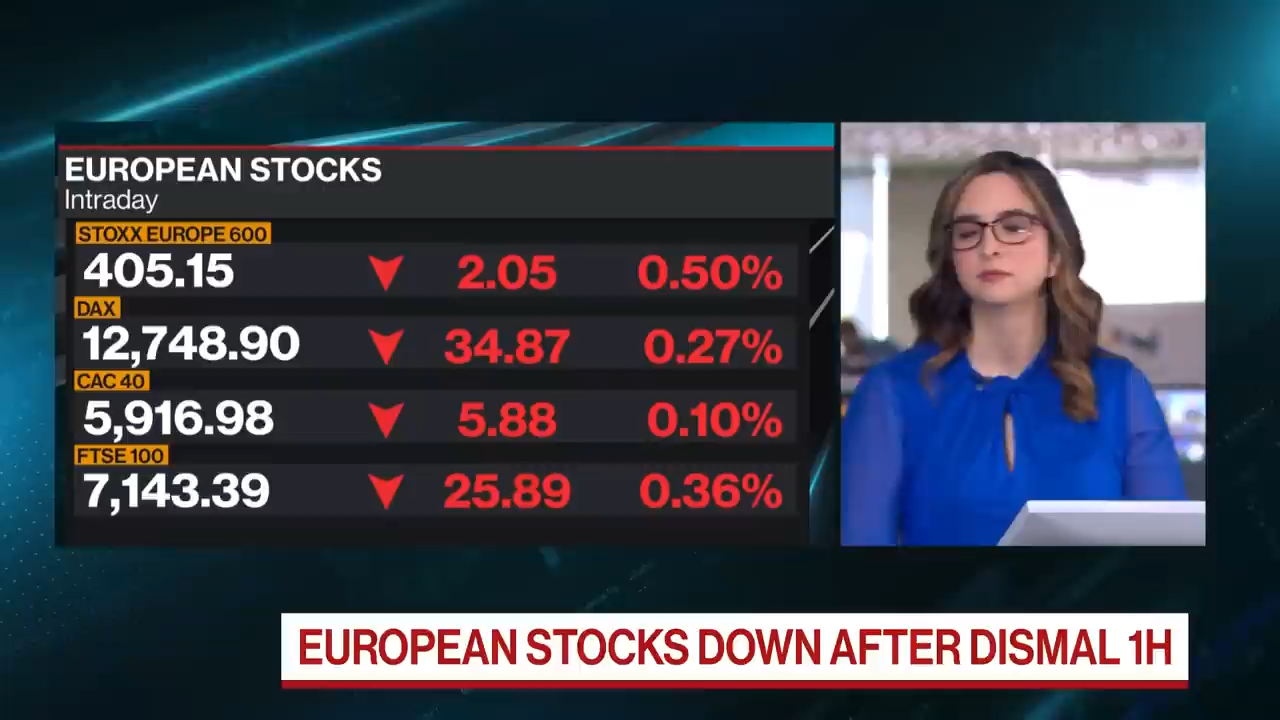 EUROPEAN STOCKS
Intraday
STOXX EUROPE 600
405.15 2.05 0.50%
DAX
12,748.90 34.87 0.27%
CAC 40
5,916.98 5.88 0.10%
FTSE 100
7,143.39 25.89 0.36%
EUROPEAN STOCKS DOWN AFTER DISMAL 1H